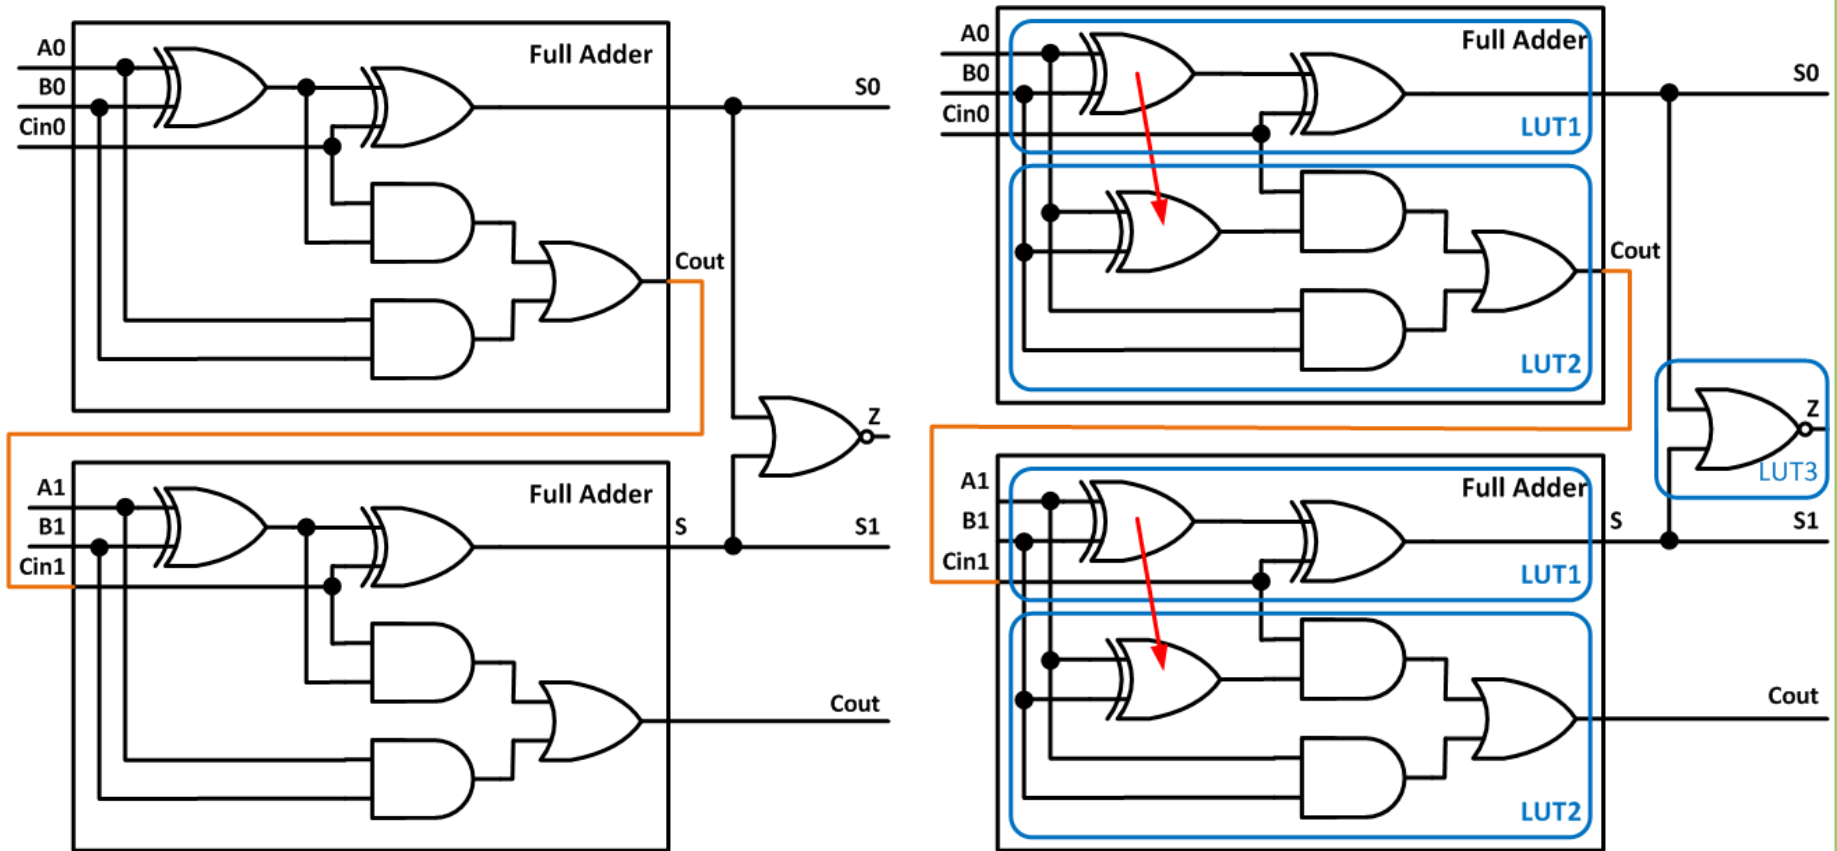 A0
Full Adder
B0
S0
Cin0
Cout
Z
A1
Full Adder
B1
S
S1
Cin1
Cout
A0
Full Adder
B0
S0
Cin0
LUT1
Cout
LUT2
Z
LUT3
A1
Full Adder
B1
S
S1
Cin1
LUT1
Cout
LUT2